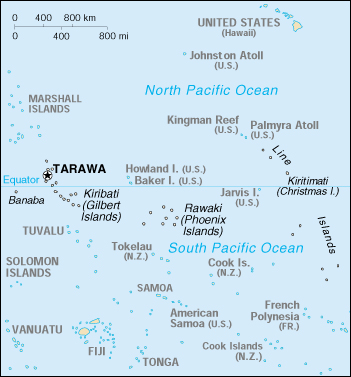 0 400 800 km
0 400 800 mi
UNITED STATES
(Hawaii)
Johnston Atoll
(U.S.)
North Pacific Ocean
MARSHALL
ISLANDS
Kingman Reef
(U.S.)
Palmyra Atoll
(U.S.)
Line
TARAWA
Howland I. (U.S.)
Baker I. (U.S.)
Equator
Kiritimati
(Christmas I.)
Jarvis I.
(U.S.)
Banaba
Kiribati
(Gilbert
Islands)
Rawaki
(Phoenix
Islands)
Islands
TUVALU
Tokelau
(N.Z.)
South Pacific Ocean
SOLOMON
ISLANDS
Cook Is.
(N.Z.)
SAMOA
American
Samoa (U.S.)
French
Polynesia
(FR.)
VANUATU
FIJI
TONGA
Cook Islands
(N.Z.)